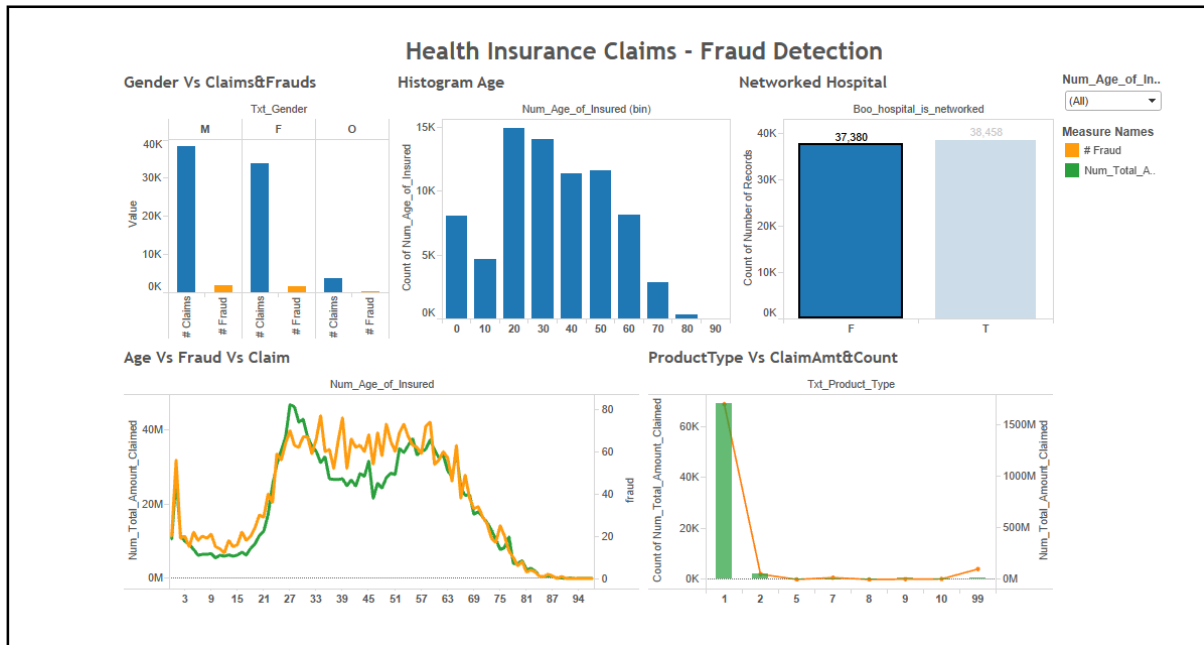 Health Insurance Claims - Fraud Detection
Gender Vs Claims&Frauds
Txt_Gender
M F O
40K
30K
20K
10K
0K
Value
# Claims
# Fraud
# Claims
# Fraud
# Claims
# Fraud
Histogram Age
Num_Age_of_Insured (bin)
15K
10K
5K
0K
Count of Num_Age_of_Insured
0 10 20 30 40 50 60 70 80 90
Networked Hospital
Boo_hospital_is_networked
40K
30K
20K
10K
0K
Count of Number of Records
37,380
38,458
F T
Num_Age_of_In..
(All)
Measure Names
# Fraud
Num_Total_A..
Age Vs Fraud Vs Claim
Num_Age_of_Insured
40M
20M
0M
Num_Total_Amount_Claimed
80
60
40
20
0
fraud
3 9 15 21 27 33 39 45 51 57 63 69 75 81 87 94
ProductType Vs ClaimAmt&Count
Txt_Product_Type
60K
40K
20K
0K
Count of Num_Total_Amount_Claimed
1500M
1000M
500M
0M
Num_Total_Amount_Claimed
1 2 5 7 8 9 10 99